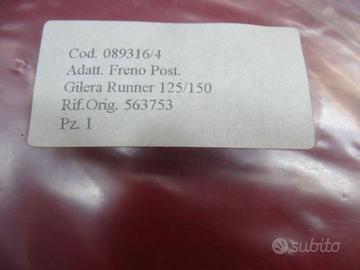 Cod. 089316/4
Adatt. Freno Post.
Gilera Runner 125/150
Rif.Orig. 563753
Pz. 1
subito